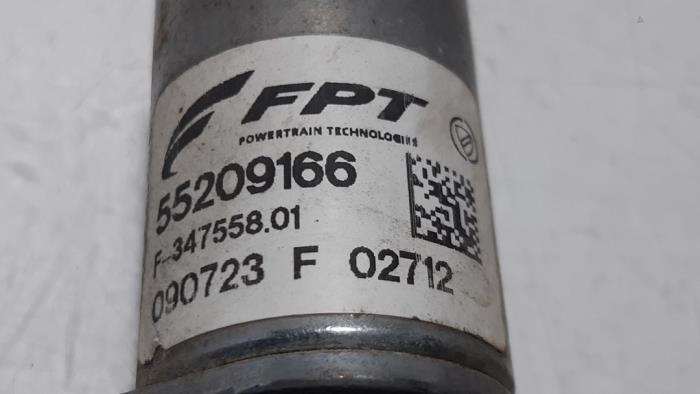 FPT
POWERTRAIN TECHNOLOGIES
55209166
F-347558.01
090723 F 02712